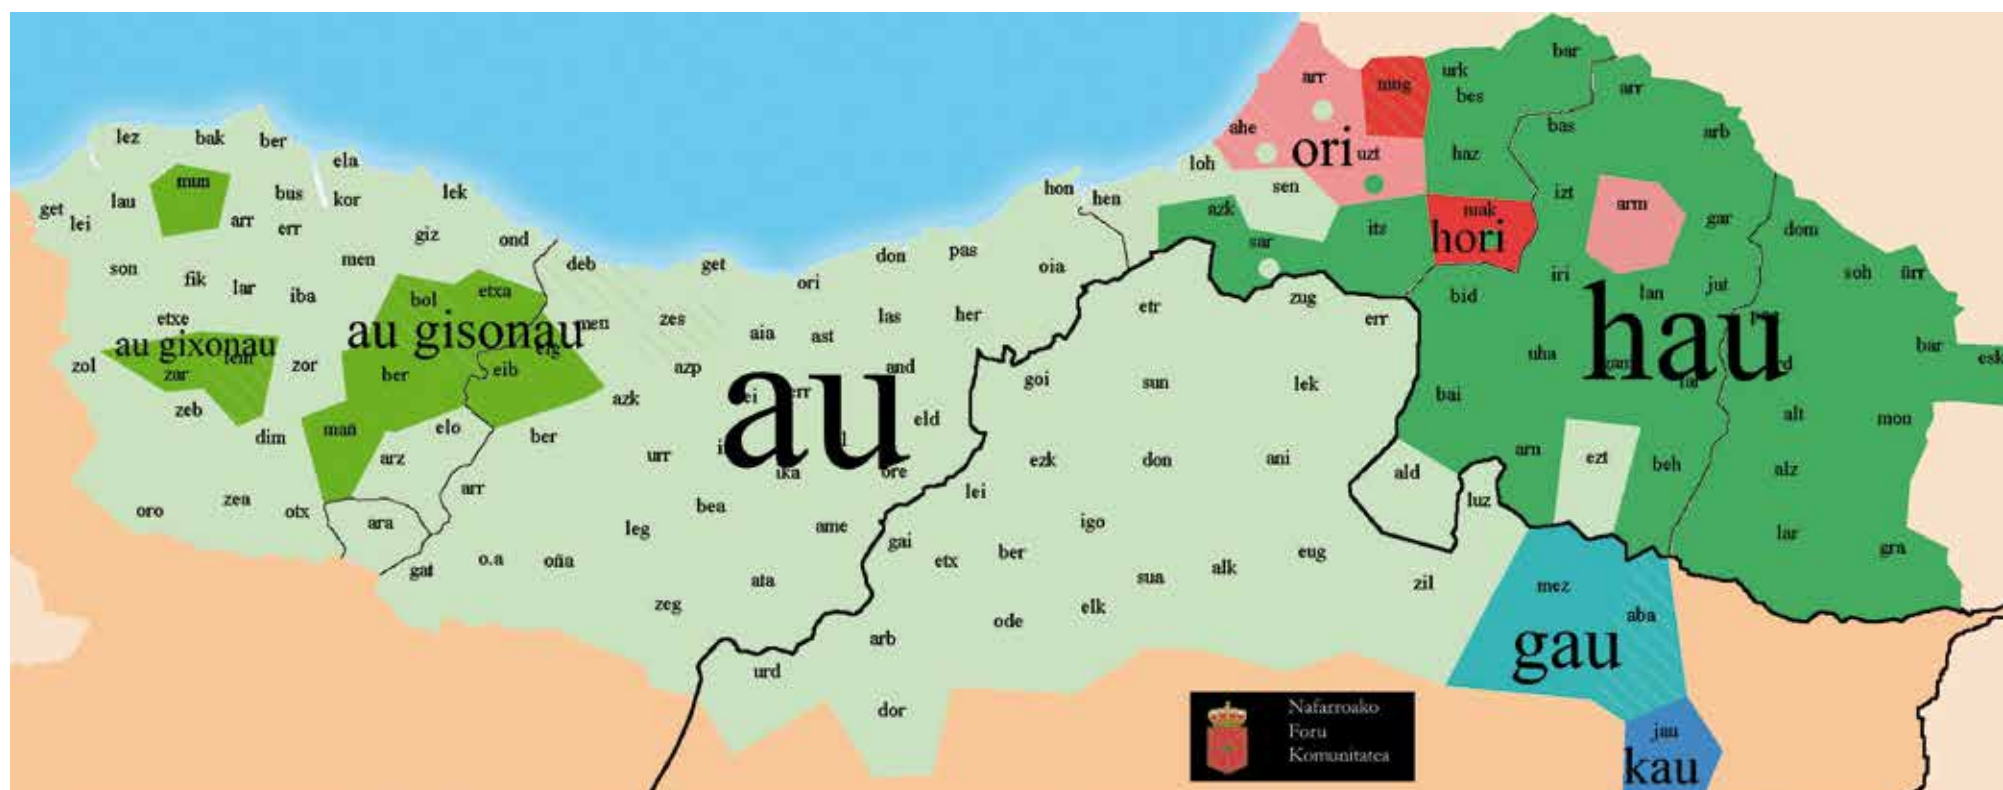 bar
urk
arr
mug
arr
bes
lez
bak
ber
ahe
bas
arb
ori
uzt
haz
ela
loh
mun
bus
kor
lek
hon
hen
sen
izt
get
lei
lau
arr
err
azk
its
mak
arm
gar
dom
giz
ond
sar
hori
son
men
deb
get
don
pas
oia
soh
ürr
fik
lar
iba
bol
etxa
ori
zug
bid
iri
lan
jut
etxe
au gisonau
men
zes
aia
ast
las
her
etr
err
hau
au gixonau
zol
zar
zor
ber
eib
azp
and
goi
sun
lek
uha
bar
esk
zeb
azk
au
eld
bai
alt
mon
dim
mañ
elo
ber
arz
urr
ezk
don
ani
ald
arn
ezt
beh
alz
oro
zea
otx
ara
arr
leg
bea
ame
lei
igo
luz
lar
gra
gat
o.a
oña
ata
gai
etx
ber
sua
alk
eug
zil
mez
zeg
arb
ode
elk
aba
gau
urd
dor
Nafarroako
Foru
Komunitatea
jau
kau